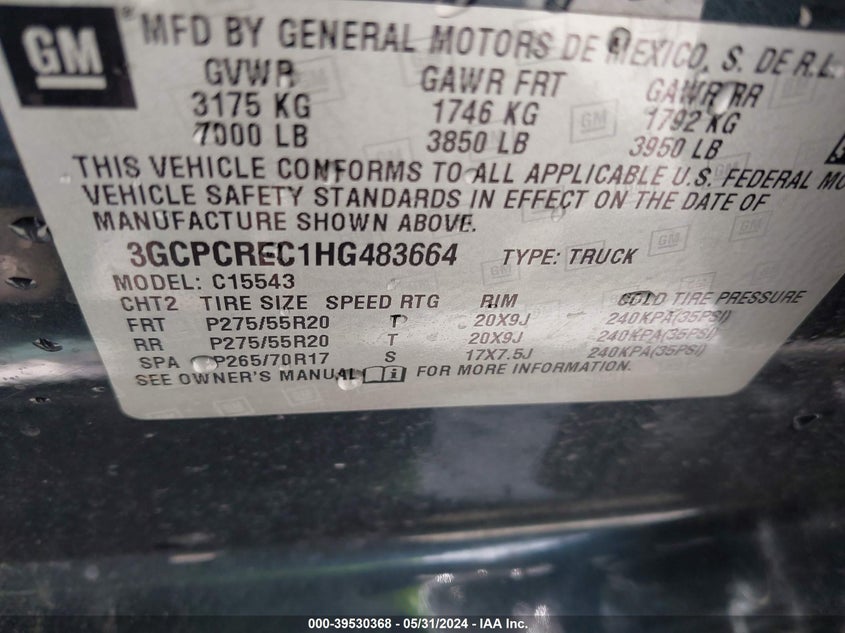 GM
® MFD BY GENERAL MOTORS DE MEXICO, S. DE R.L.
GVWR GAWR FRT GAWR RR
3175 KG 1746 KG 1792 KG
7000 LB 3850 LB 3950 LB
THIS VEHICLE CONFORMS TO ALL APPLICABLE U.S. FEDERAL MO
VEHICLE SAFETY STANDARDS IN EFFECT ON THE DATE OF
MANUFACTURE SHOWN ABOVE.
3GCPCREC1HG483664 TYPE: TRUCK
MODEL: C15543
CHT2 TIRE SIZE SPEED RTG RIM COLD TIRE PRESSURE
FRT P275/55R20 T 20X9J 240KPA(35PSI)
RR P275/55R20 T 20X9J 240KPA(35PSI)
SPA P265/70R17 S 17X7.5J 240KPA(35PSI)
SEE OWNER'S MANUAL i FOR MORE INFORMATION.
000-39530368 - 05/31/2024 - IAA Inc.